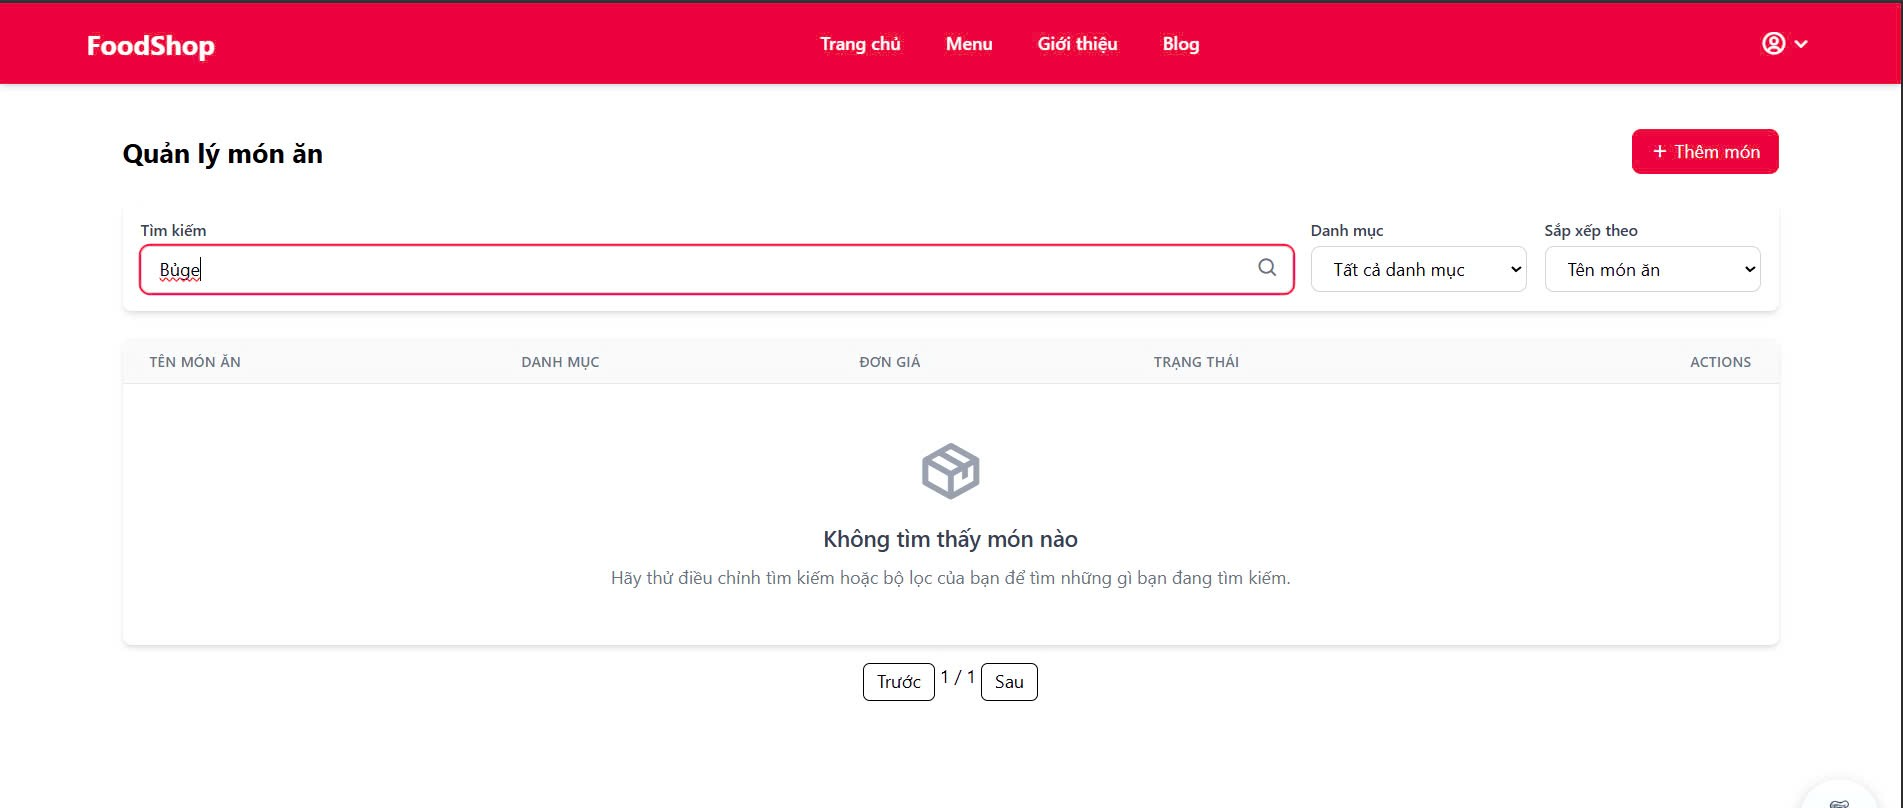 FoodShop
Trang chủ Menu Giới thiệu Blog
Quản lý món ăn
+ Thêm món
Tìm kiếm Danh mục Sắp xếp theo
Bủge Tất cả danh mục Tên món ăn
TÊN MÓN ĂN DANH MỤC ĐƠN GIÁ TRẠNG THÁI ACTIONS
Không tìm thấy món nào
Hãy thử điều chỉnh tìm kiếm hoặc bộ lọc của bạn để tìm những gì bạn đang tìm kiếm.
Trước 1 / 1 Sau